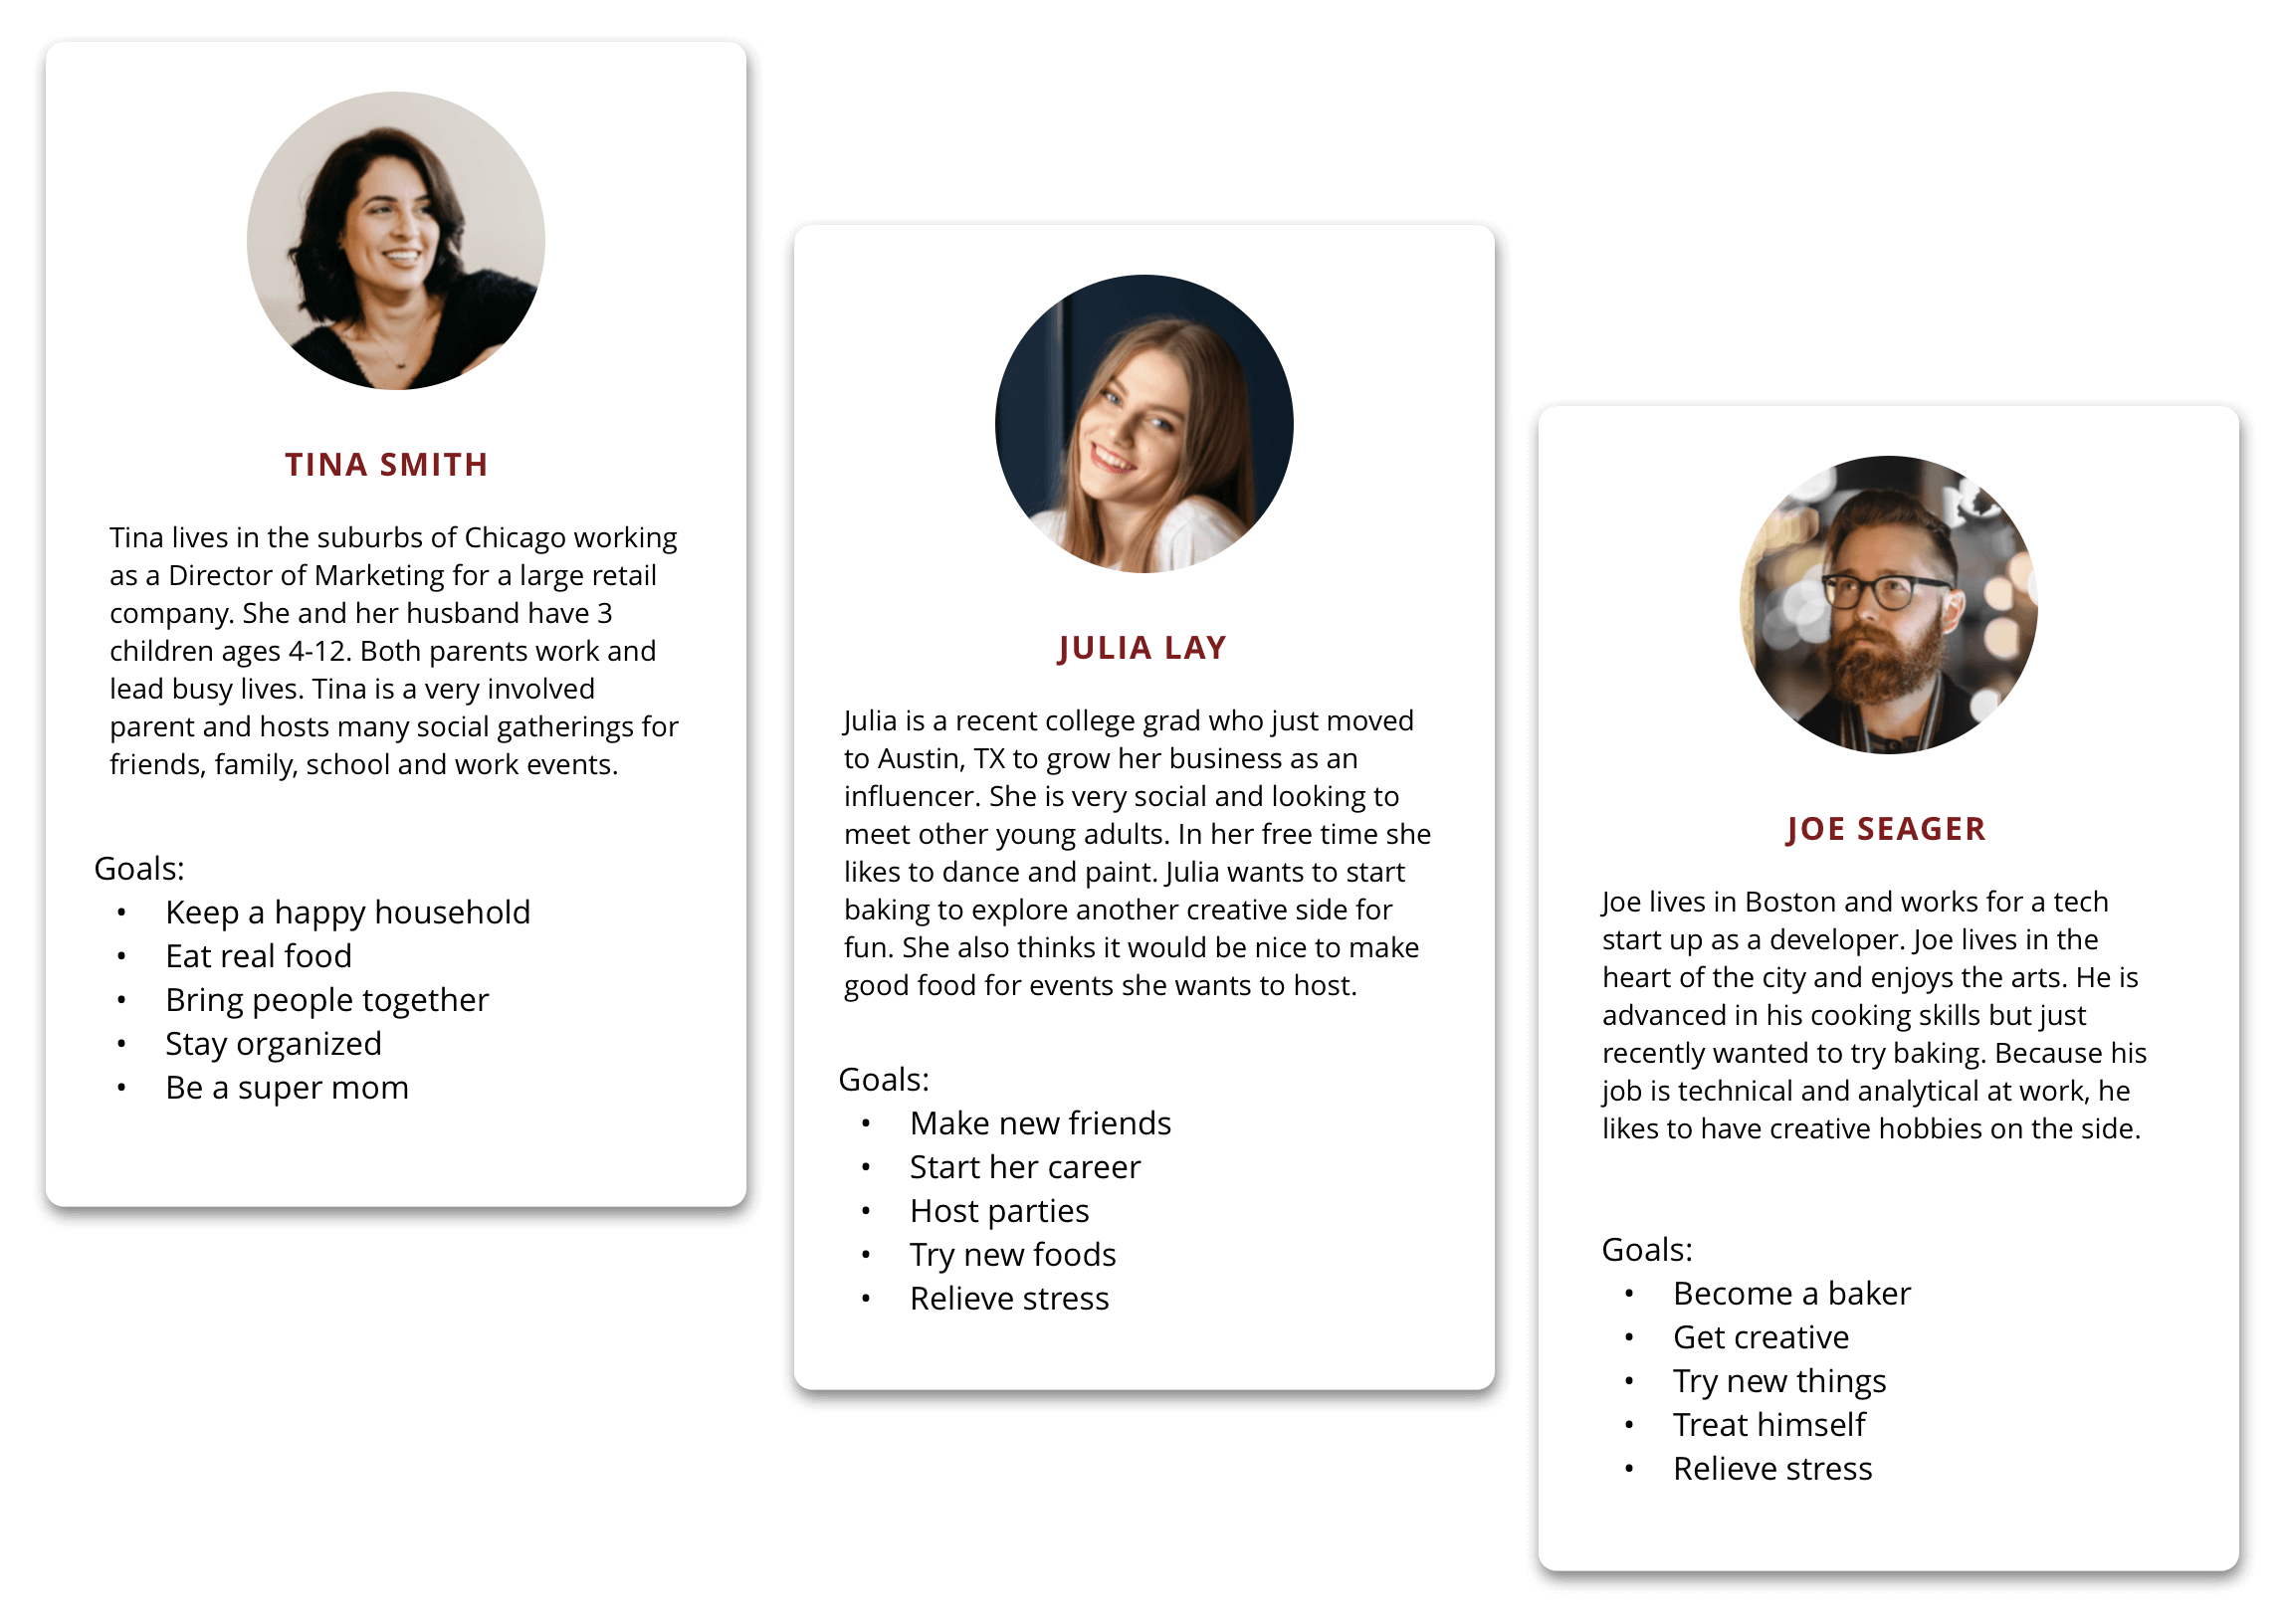 TINA SMITH
Tina lives in the suburbs of Chicago working
as a Director of Marketing for a large retail
company. She and her husband have 3
children ages 4-12. Both parents work and
lead busy lives. Tina is a very involved
parent and hosts many social gatherings for
friends, family, school and work events.
Goals:
• Keep a happy household
• Eat real food
• Bring people together
• Stay organized
• Be a super mom
JULIA LAY
Julia is a recent college grad who just moved
to Austin, TX to grow her business as an
influencer. She is very social and looking to
meet other young adults. In her free time she
likes to dance and paint. Julia wants to start
baking to explore another creative side for
fun. She also thinks it would be nice to make
good food for events she wants to host.
Goals:
• Make new friends
• Start her career
• Host parties
• Try new foods
• Relieve stress
JOE SEAGER
Joe lives in Boston and works for a tech
start up as a developer. Joe lives in the
heart of the city and enjoys the arts. He is
advanced in his cooking skills but just
recently wanted to try baking. Because his
job is technical and analytical at work, he
likes to have creative hobbies on the side.
Goals:
• Become a baker
• Get creative
• Try new things
• Treat himself
• Relieve stress